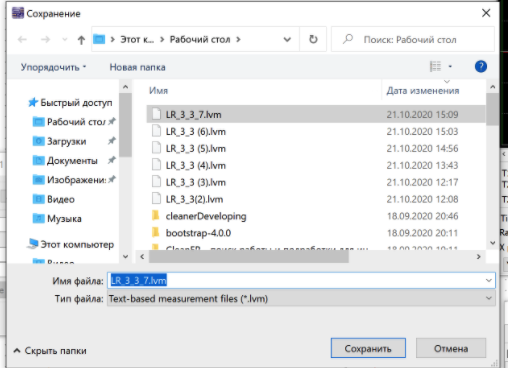 Сохранение
Этот к... Рабочий стол
Поиск: Рабочий стол
Упорядочить Новая папка
Быстрый доступ
Рабочий стол
Загрузки
Документы
Изображения
Видео
Музыка
Этот компьютер
Видео
Имя Дата изменения
LR_3_3_7.lvm 21.10.2020 15:09
LR_3_3 (6).lvm 21.10.2020 15:03
LR_3_3 (5).lvm 21.10.2020 14:56
LR_3_3 (4).lvm 21.10.2020 13:43
LR_3_3 (3).lvm 21.10.2020 12:17
LR_3_3(2).lvm 21.10.2020 12:08
cleanerDeveloping 18.09.2020 20:46
bootstrap-4.0.0 18.09.2020 20:11
Имя файла: LR_3_3_7.lvm
Тип файла: Text-based measurement files (*.lvm)
Скрыть папки
Сохранить Отмена